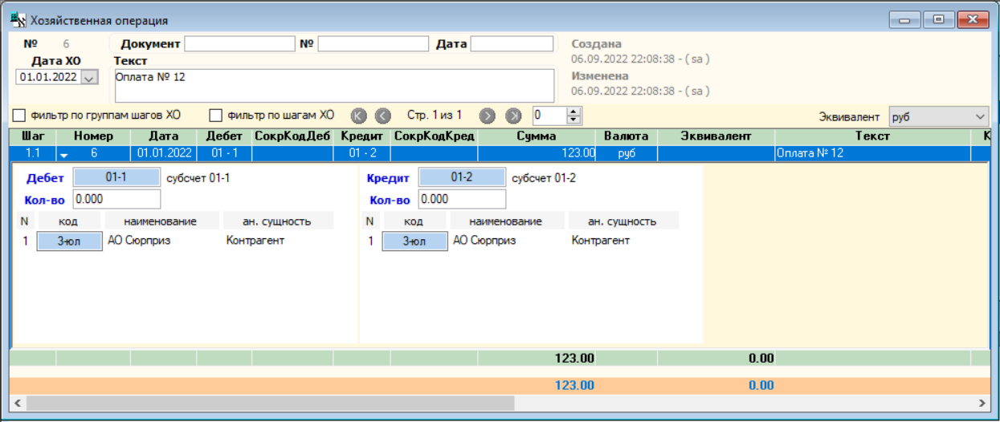 Хозяйственная операция
№ 6 Документ № Дата Создана
06.09.2022 22:08:38 - ( sa )
Дата ХО Текст
01.01.2022 Оплата № 12 Изменена
06.09.2022 22:08:38 - ( sa )
фильтр по группам шагов ХО фильтр по шагам ХО Стр. 1 из 1 0 Эквивалент руб
Шаг Номер Дата Дебет СокрКодДеб Кредит СокрКодКред Сумма Валюта Эквивалент Текст К
1.1 6 01.01.2022 01 - 1 01 - 2 123.00 руб Оплата № 12
Дебет 01-1 субсчет 01-1 Кредит 01-2 субсчет 01-2
Кол-во 0.000 Кол-во 0.000
N код наименование ан. сущность N код наименование ан. сущность
1 3-юл АО Сюрприз Контрагент 1 3-юл АО Сюрприз Контрагент
123.00 0.00
123.00 0.00